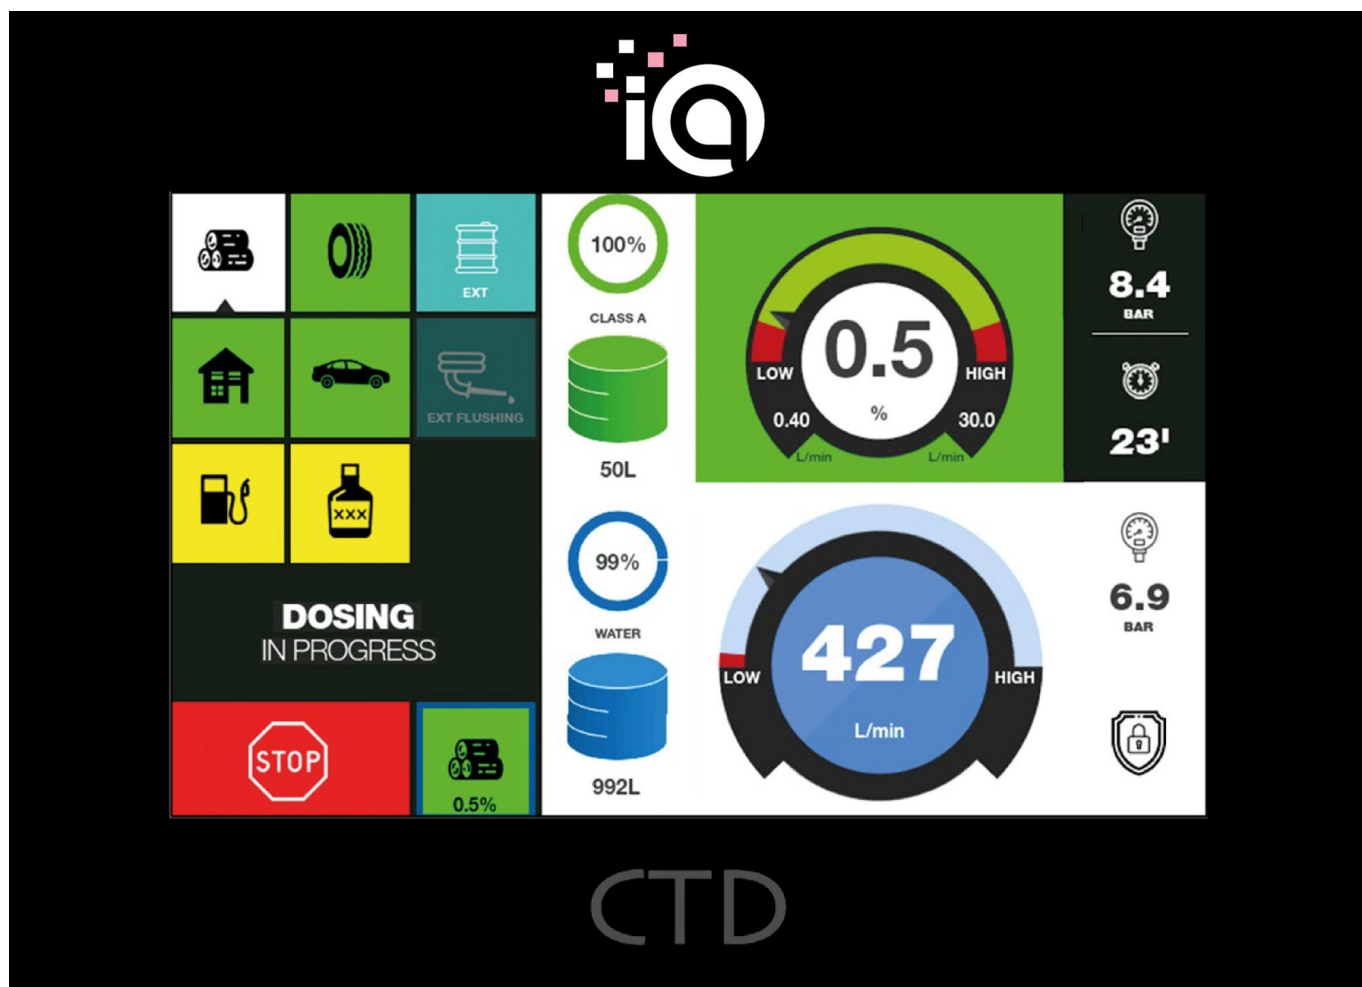 iQ
EXT
EXT FLUSHING
XXX
DOSING
IN PROGRESS
STOP
0.5%
100%
CLASS A
50L
99%
WATER
992L
0.5
%
LOW
HIGH
0.40
30.0
L/min
L/min
8.4
BAR
23'
427
L/min
LOW
HIGH
6.9
BAR
CTD